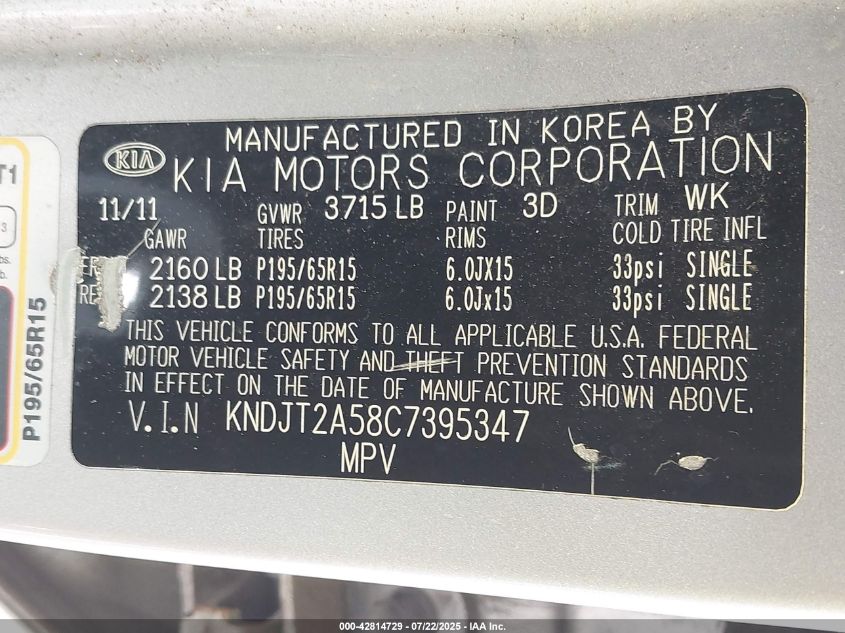 MANUFACTURED IN KOREA BY
KIA KIA MOTORS CORPORATION
11/11 GVWR 3715 LB PAINT 3D TRIM WK
GAWR TIRES RIMS COLD TIRE INFL
2160 LB P195/65R15 6.0JX15 33psi SINGLE
2138 LB P195/65R15 6.0Jx15 33psi SINGLE
THIS VEHICLE CONFORMS TO ALL APPLICABLE U.S.A. FEDERAL
MOTOR VEHICLE SAFETY AND THEFT PREVENTION STANDARDS
IN EFFECT ON THE DATE OF MANUFACTURE SHOWN ABOVE.
V.I.N KNDJT2A58C7395347
MPV
T1
3
P195/65R15
000-42814729 - 07/22/2025 - IAA Inc.